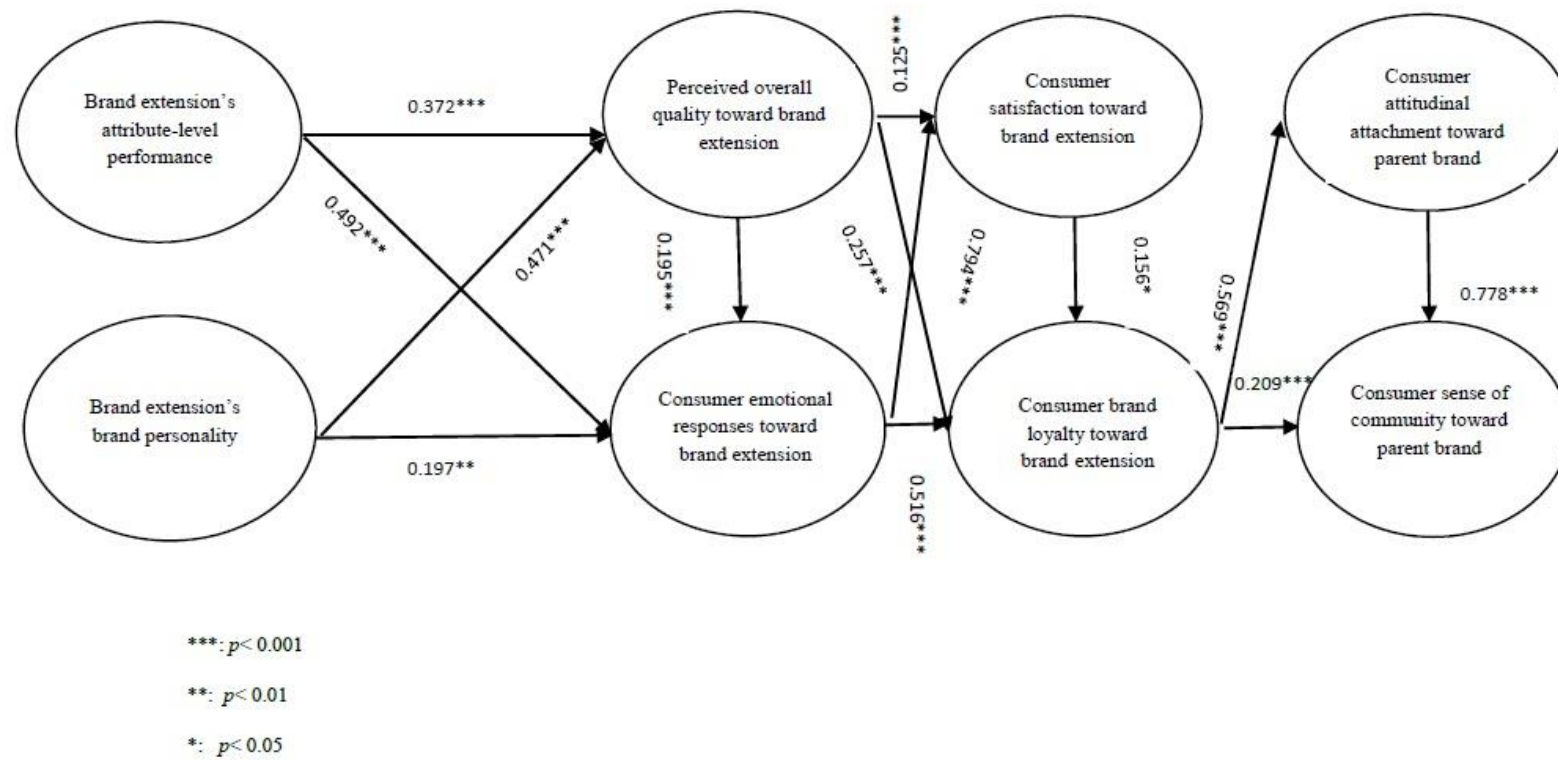 Brand extension's
attribute-level
performance
0.372***
Perceived overall
quality toward brand
extension
0.125***
Consumer
satisfaction toward
brand extension
Consumer
attitudinal
attachment toward
parent brand
0.492***
0.471***
0.195***
0.257***
0.794***
0.156*
0.569***
0.778***
Brand extension's
brand personality
0.197**
Consumer emotional
responses toward
brand extension
0.516***
Consumer brand
loyalty toward
brand extension
0.209***
Consumer sense of
community toward
parent brand
***: p< 0.001
**: p< 0.01
*: p< 0.05